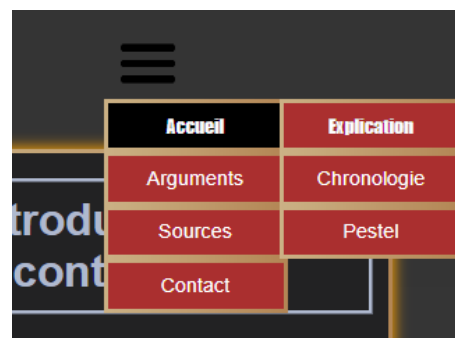 Accueil Explication
Arguments Chronologie
Sources Pestel
Contact
trodu
cont